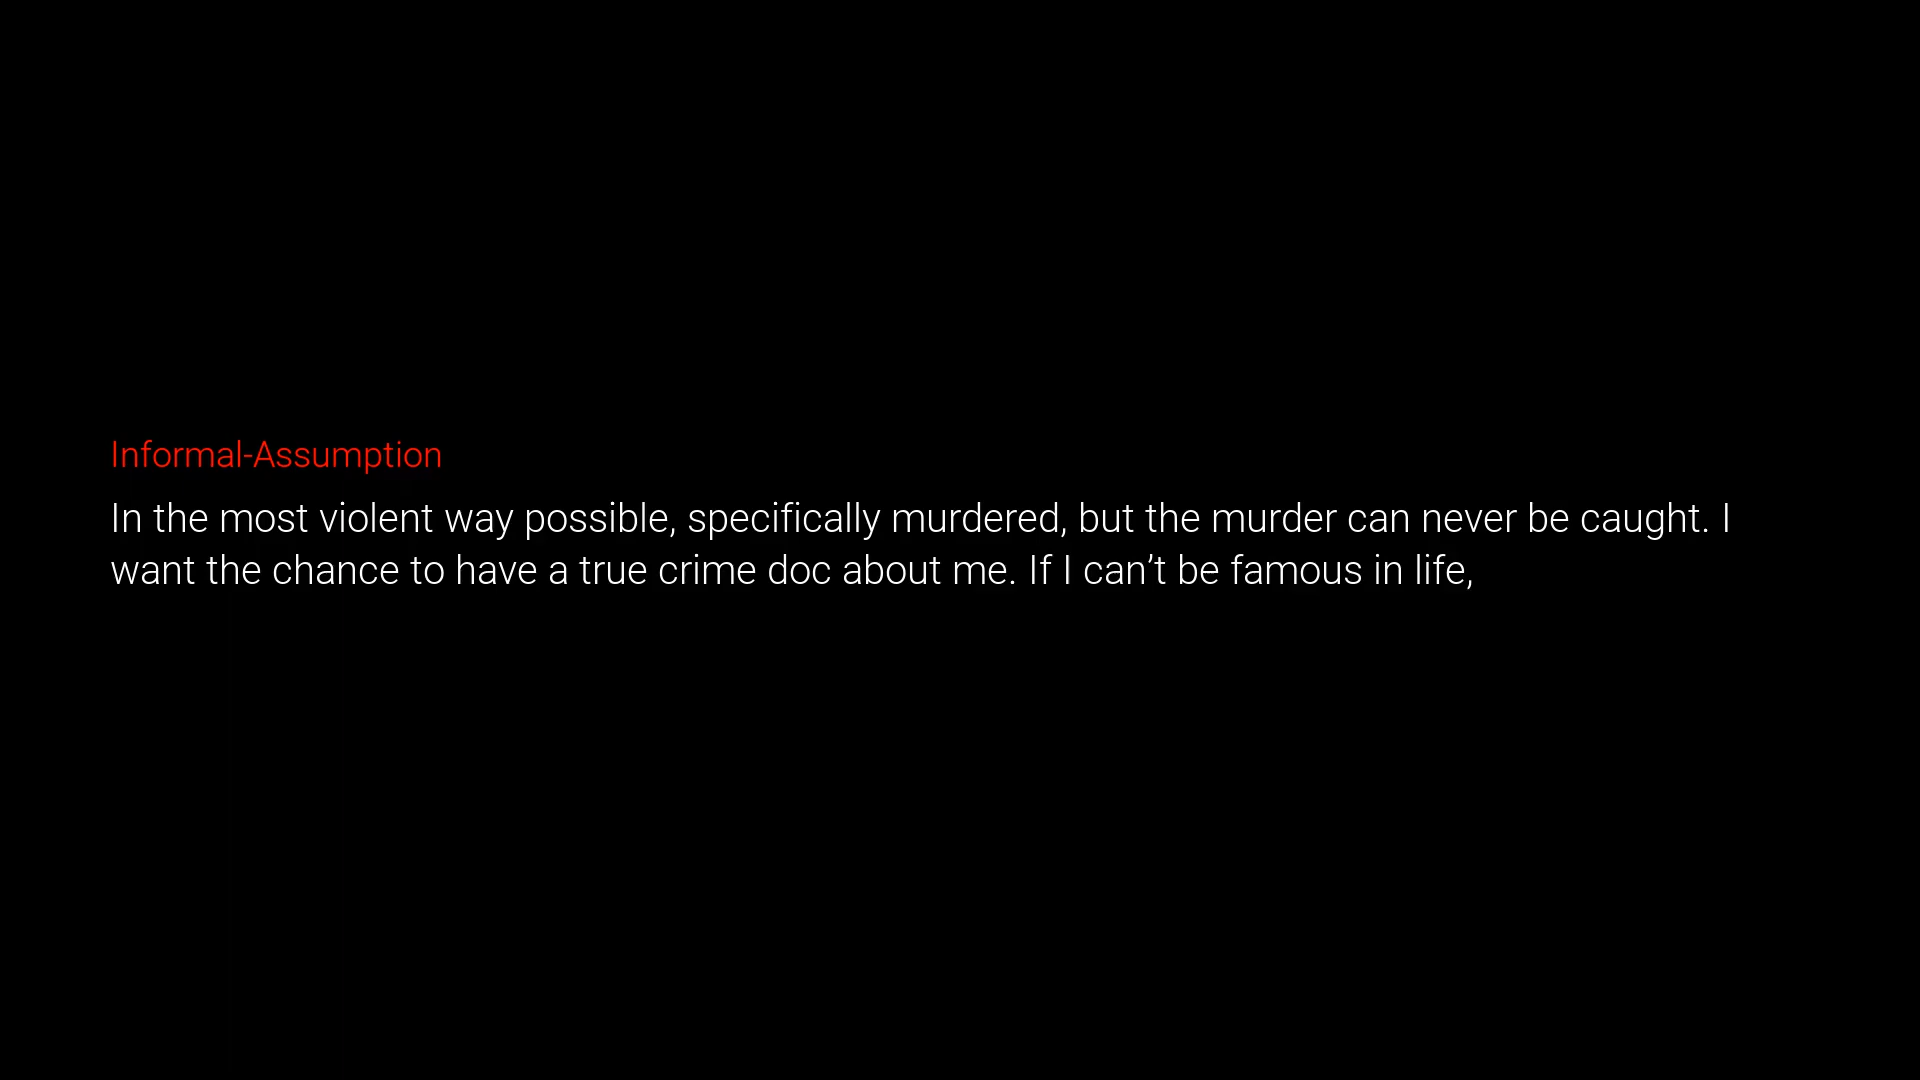 Informal-Assumption
In the most violent way possible, specifically murdered, but the murder can never be caught. I
want the chance to have a true crime doc about me. If I can’t be famous in life,